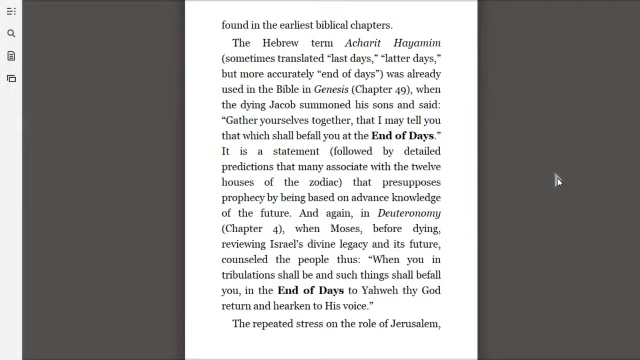 found in the earliest biblical chapters.
The Hebrew term Acharit Hayamim
(sometimes translated “last days,” “latter days,”
but more accurately “end of days”) was already
used in the Bible in Genesis (Chapter 49), when
the dying Jacob summoned his sons and said:
“Gather yourselves together, that I may tell you
that which shall befall you at the End of Days.”
It is a statement (followed by detailed
predictions that many associate with the twelve
houses of the zodiac) that presupposes
prophecy by being based on advance knowledge
of the future. And again, in Deuteronomy
(Chapter 4), when Moses, before dying,
reviewing Israel’s divine legacy and its future,
counseled the people thus: “When you in
tribulations shall be and such things shall befall
you, in the End of Days to Yahweh thy God
return and hearken to His voice.”
The repeated stress on the role of Jerusalem,